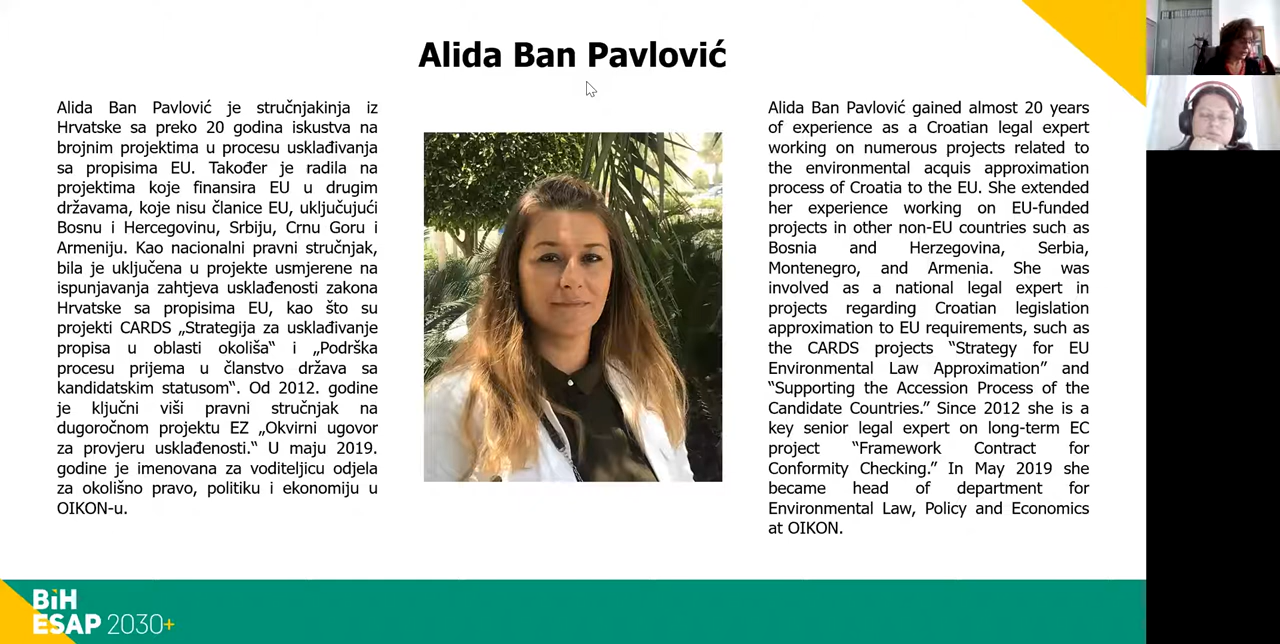 Alida Ban Pavlović
Alida Ban Pavlović je stručnjakinja iz
Hrvatske sa preko 20 godina iskustva na
brojnim projektima u procesu usklađivanja
sa propisima EU. Također je radila na
projektima koje finansira EU u drugim
državama, koje nisu članice EU, uključujući
Bosnu i Hercegovinu, Srbiju, Crnu Goru i
Armeniju. Kao nacionalni pravni stručnjak,
bila je uključena u projekte usmjerene na
ispunjavanja zahtjeva usklađenosti zakona
Hrvatske sa propisima EU, kao što su
projekti CARDS „Strategija za usklađivanje
propisa u oblasti okoliša“ i „Podrška
procesu prijema u članstvo država sa
kandidatskim statusom“. Od 2012. godine
je ključni viši pravni stručnjak na
dugoročnom projektu EZ „Okvirni ugovor
za provjeru usklađenosti.“ U maju 2019.
godine je imenovana za voditeljicu odjela
za okolišno pravo, politiku i ekonomiju u
OIKON-u.
Alida Ban Pavlović gained almost 20 years
of experience as a Croatian legal expert
working on numerous projects related to
the environmental acquis approximation
process of Croatia to the EU. She extended
her experience working on EU-funded
projects in other non-EU countries such as
Bosnia and Herzegovina, Serbia,
Montenegro, and Armenia. She was
involved as a national legal expert in
projects regarding Croatian legislation
approximation to EU requirements, such as
the CARDS projects “Strategy for EU
Environmental Law Approximation” and
“Supporting the Accession Process of the
Candidate Countries.” Since 2012 she is a
key senior legal expert on long-term EC
project “Framework Contract for
Conformity Checking.” In May 2019 she
became head of department for
Environmental Law, Policy and Economics
at OIKON.
BiH
ESAP 2030+